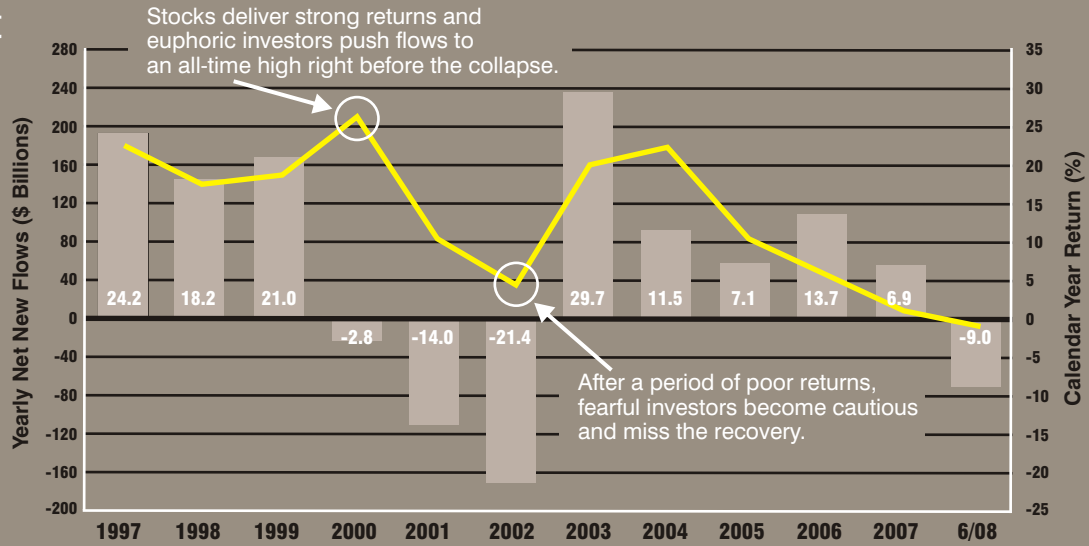 Stocks deliver strong returns and
euphoric investors push flows to
an all-time high right before the collapse.
Yearly Net New Flows ($ Billions)
280
240
200
160
120
80
40
0
-40
-80
-120
-160
-200
35
30
25
20
15
10
5
0
-5
-10
-15
-20
-25
Calendar Year Return (%)
24.2 18.2 21.0 -2.8 -14.0 -21.4 29.7 11.5 7.1 13.7 6.9 -9.0
After a period of poor returns,
fearful investors become cautious
and miss the recovery.
1997 1998 1999 2000 2001 2002 2003 2004 2005 2006 2007 6/08